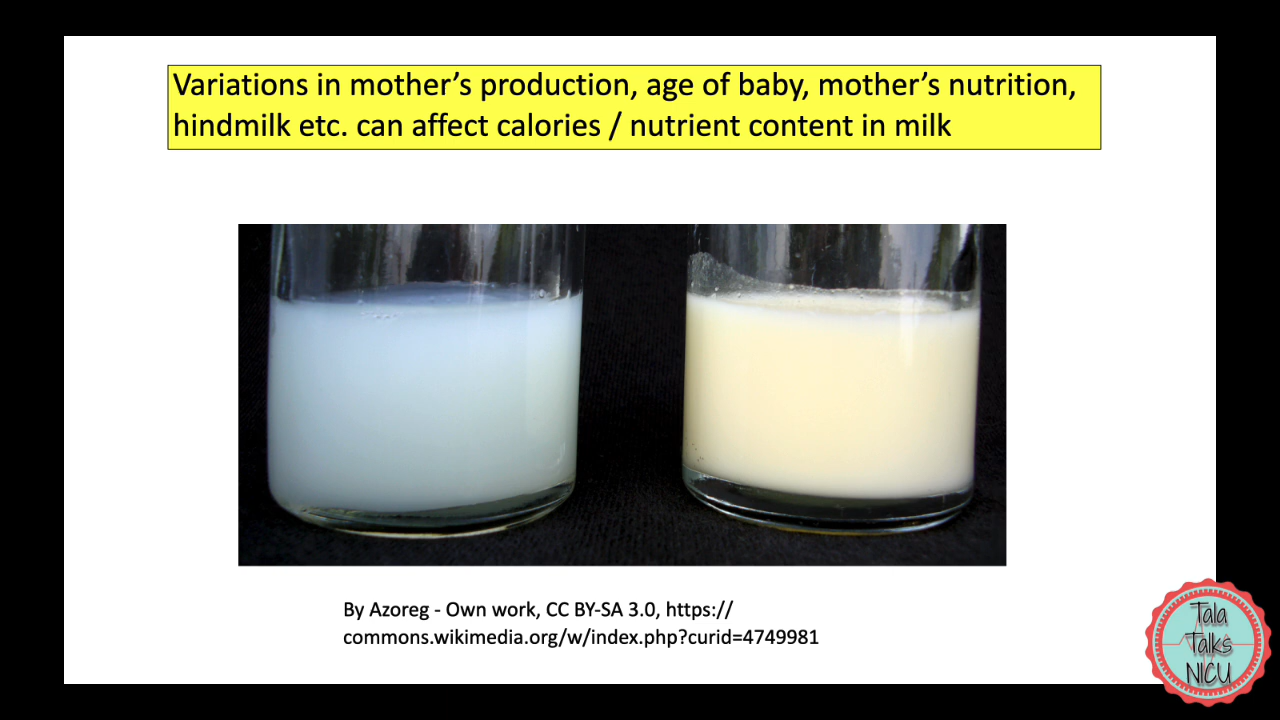 Variations in mother’s production, age of baby, mother’s nutrition,
hindmilk etc. can affect calories / nutrient content in milk
By Azoreg - Own work, CC BY-SA 3.0, https://
commons.wikimedia.org/w/index.php?curid=4749981
Tala
Talks
NICU